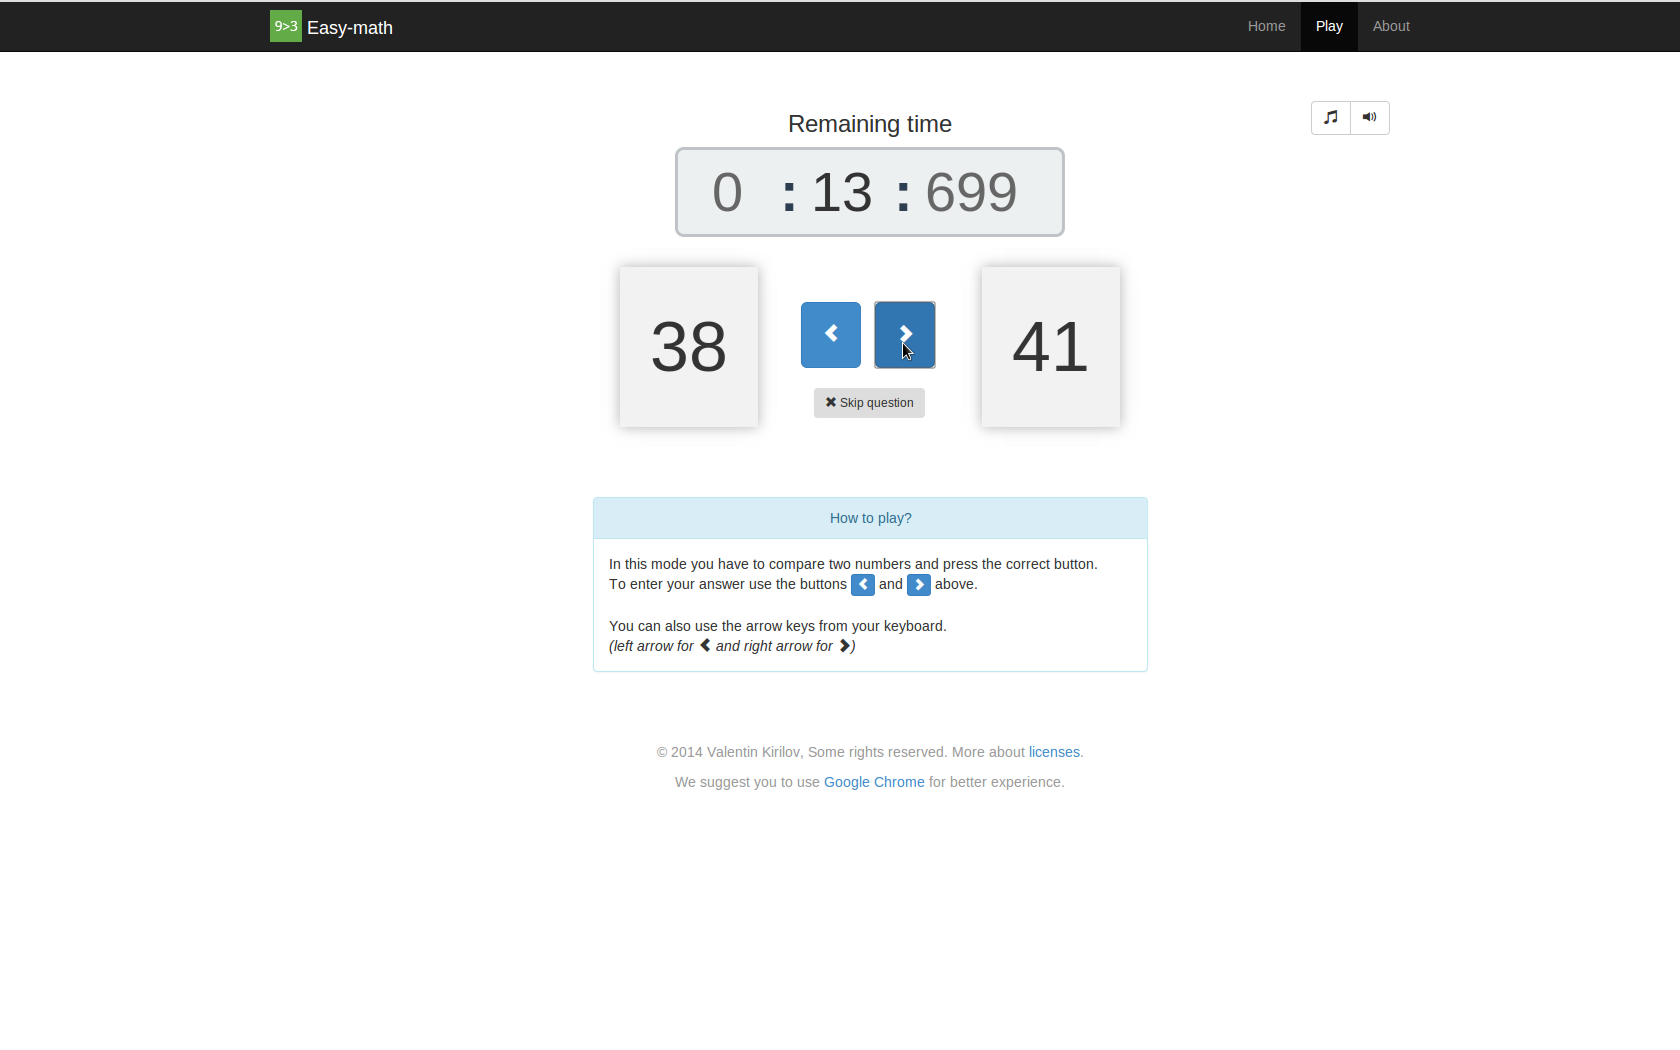 9>3 Easy-math
Home Play About
Remaining time
0 : 13 : 699
38 < > 41
✖ Skip question
How to play?
In this mode you have to compare two numbers and press the correct button.
To enter your answer use the buttons < and > above.
You can also use the arrow keys from your keyboard.
(left arrow for < and right arrow for >)
© 2014 Valentin Kirilov, Some rights reserved. More about licenses.
We suggest you to use Google Chrome for better experience.